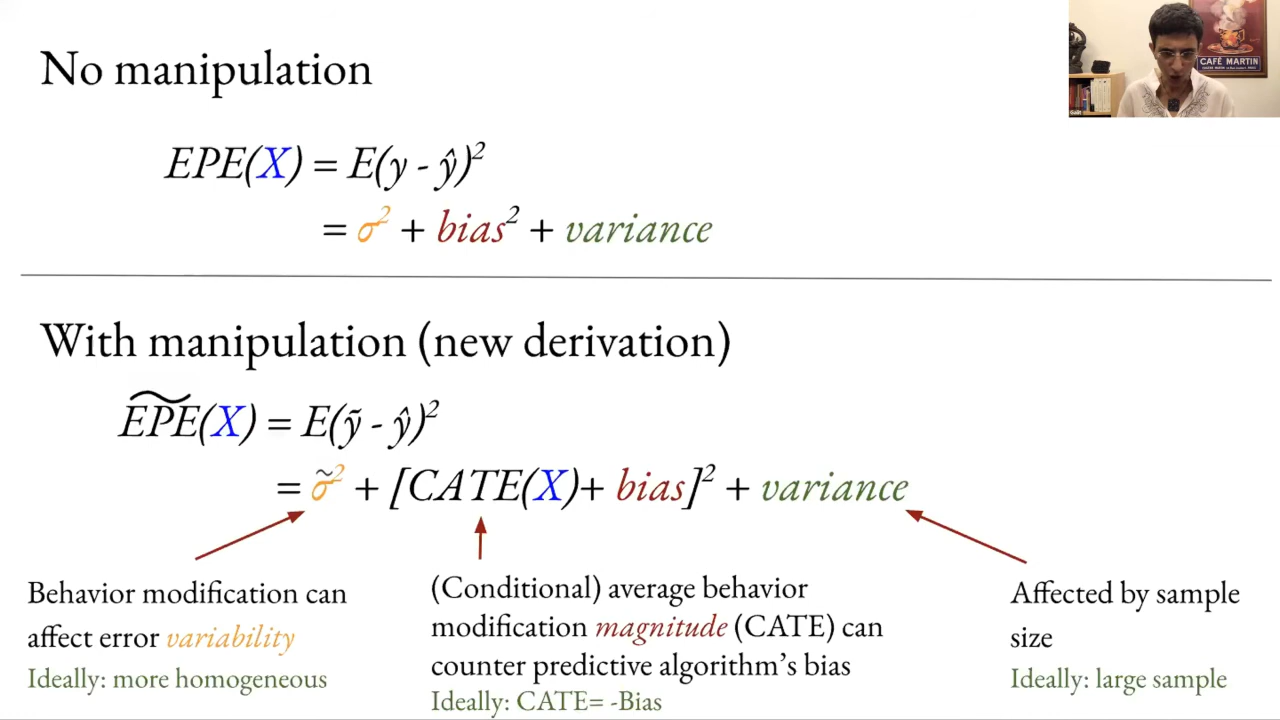 No manipulation
EPE(X) = E(y - ŷ)²
= σ² + bias² + variance
With manipulation (new derivation)
E͠PE(X) = E(ỹ - ŷ)²
= σ̃² + [CATE(X)+ bias]² + variance
Behavior modification can
affect error variability
Ideally: more homogeneous
(Conditional) average behavior
modification magnitude (CATE) can
counter predictive algorithm’s bias
Ideally: CATE= -Bias
Affected by sample
size
Ideally: large sample
CAFÉ MARTIN